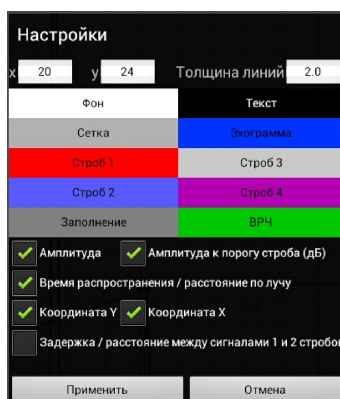 Настройки
x 20 y 24 Толщина линий 2.0
Фон Текст
Сетка Эхограмма
Строб 1 Строб 3
Строб 2 Строб 4
Заполнение ВРЧ
Амплитуда Амплитуда к порогу строба (дБ)
Время распространения / расстояние по лучу
Координата Y Координата X
Задержка / расстояние между сигналами 1 и 2 стробов
Применить Отмена